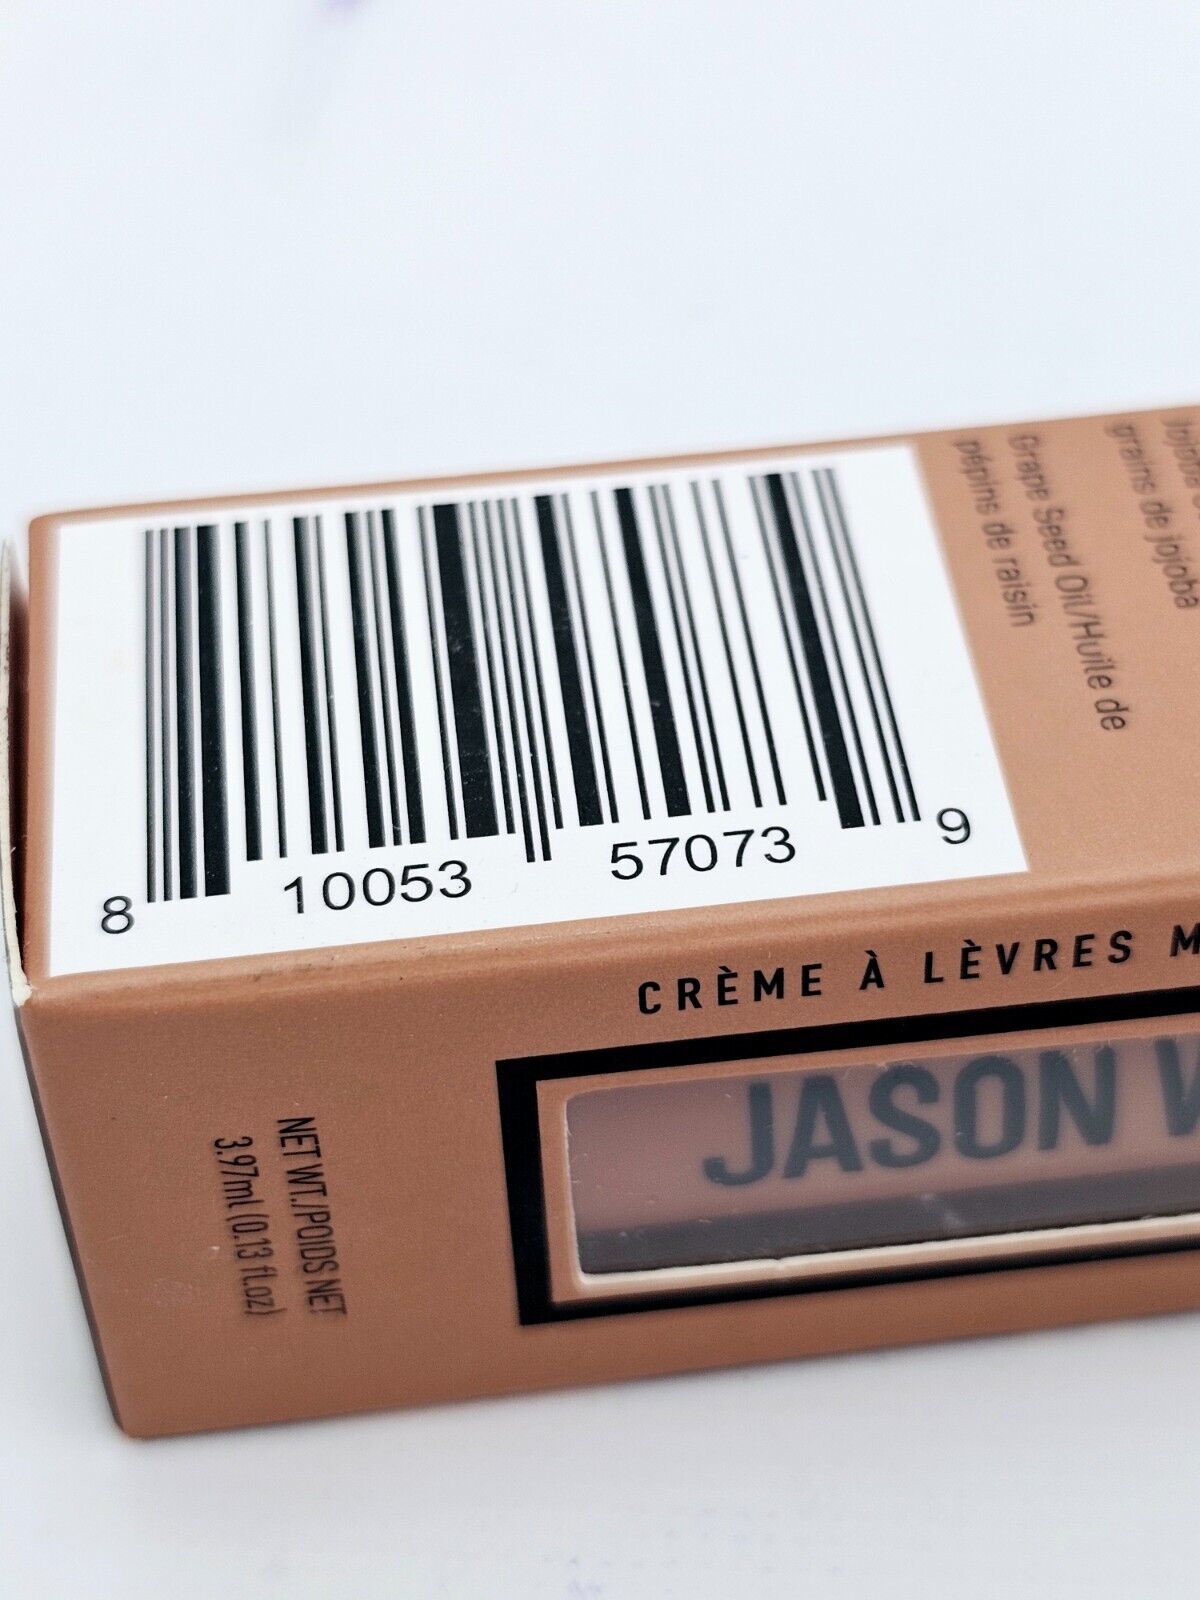 8 10053 57073 9
Grape Seed Oil/Huile de
pépins de raisin
jojoba
grains de jojoba
CRÈME À LÈVRES M
JASON W
NET WT./POIDS NET
3.97ml (0.13 fl.oz)